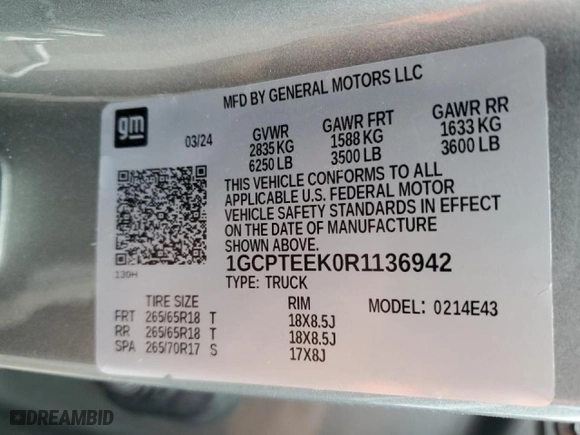 MFD BY GENERAL MOTORS LLC
gm
03/24
GVWR
2835 KG
6250 LB
GAWR FRT
1588 KG
3500 LB
GAWR RR
1633 KG
3600 LB
THIS VEHICLE CONFORMS TO ALL
APPLICABLE U.S. FEDERAL MOTOR
VEHICLE SAFETY STANDARDS IN EFFECT
ON THE DATE OF MANUFACTURE
SHOWN ABOVE.
130H
1GCPTEEK0R1136942
TYPE: TRUCK
TIRE SIZE
RIM
MODEL: 0214E43
FRT 265/65R18 T 18X8.5J
RR 265/65R18 T 18X8.5J
SPA 265/70R17 S 17X8J
DREAMBID